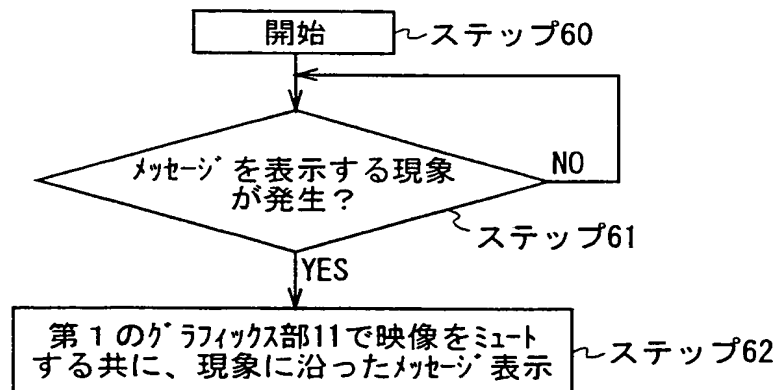 開始
ステップ60
メッセージを表示する現象
が発生?
NO
ステップ61
YES
第1のグラフィックス部11で映像をミュート
する共に、現象に沿ったメッセージ表示
ステップ62